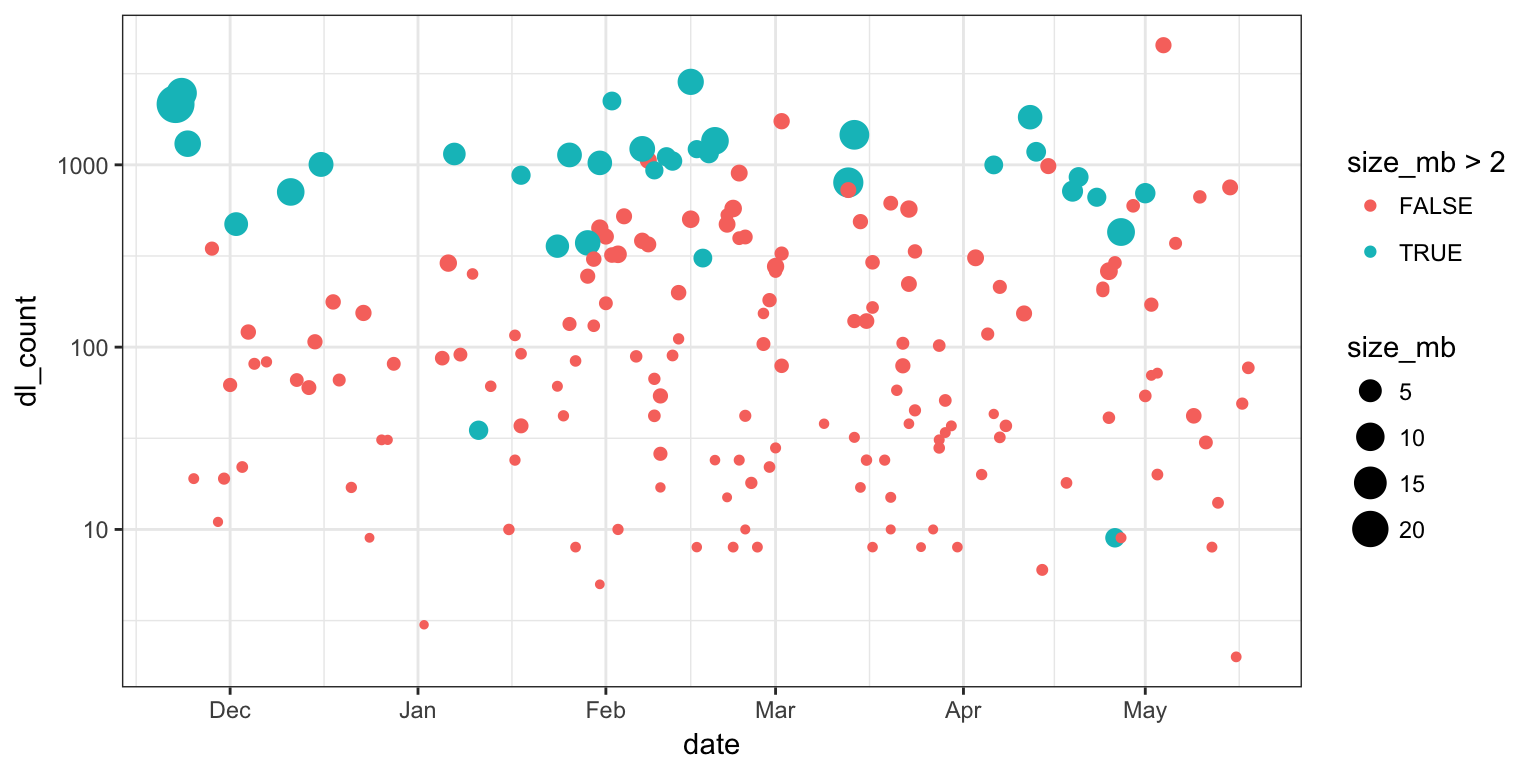 dl_count
1000
100
10
Dec Jan Feb Mar Apr May
date
size_mb > 2
FALSE
TRUE
size_mb
5
10
15
20